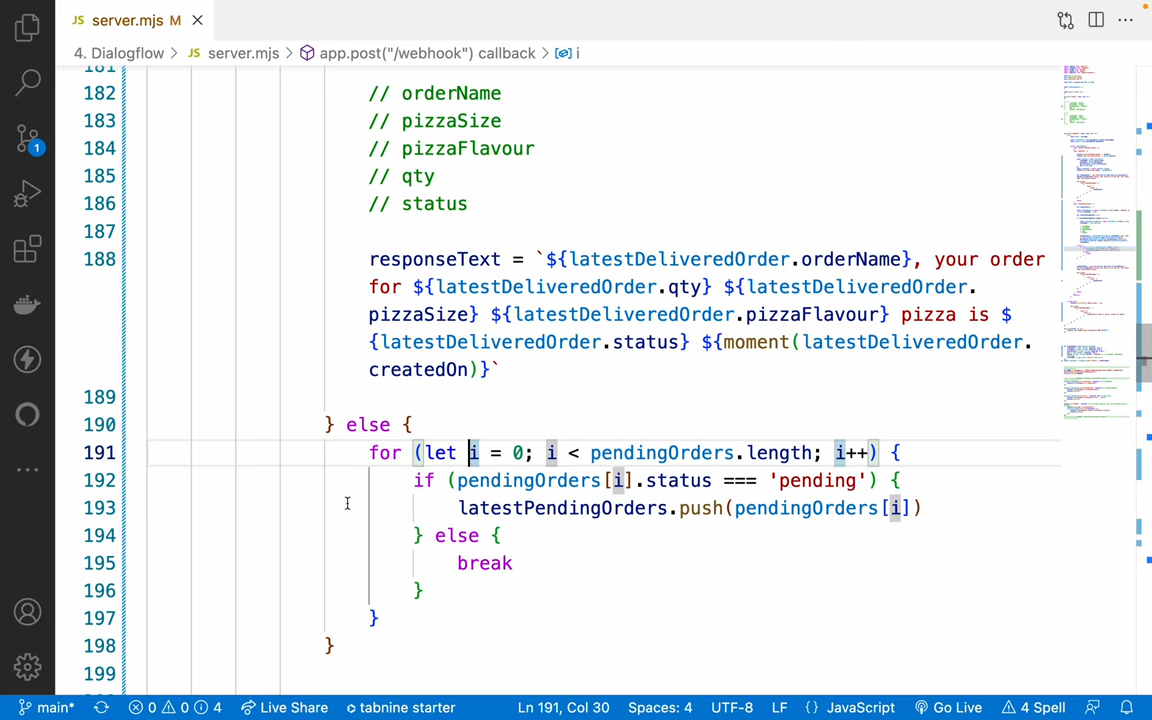 JS server.mjs M ×
4. Dialogflow > JS server.mjs > app.post("/webhook") callback > i
181
182 // orderName
183 // pizzaSize
184 // pizzaFlavour
185 // qty
186 // status
187
188 responseText = `${latestDeliveredOrder.orderName}, your order
for ${latestDeliveredOrder.qty} ${latestDeliveredOrder.
pizzaSize} ${latestDeliveredOrder.pizzaFlavour} pizza is $
{latestDeliveredOrder.status} ${moment(latestDeliveredOrder.
createdOn)}`
189
190 } else {
191 for (let i = 0; i < pendingOrders.length; i++) {
192 if (pendingOrders[i].status === 'pending') {
193 latestPendingOrders.push(pendingOrders[i])
194 } else {
195 break
196 }
197 }
198 }
199
1
main* 0 0 4 Live Share tabnine starter Ln 191, Col 30 Spaces: 4 UTF-8 LF {} JavaScript Go Live 4 Spell